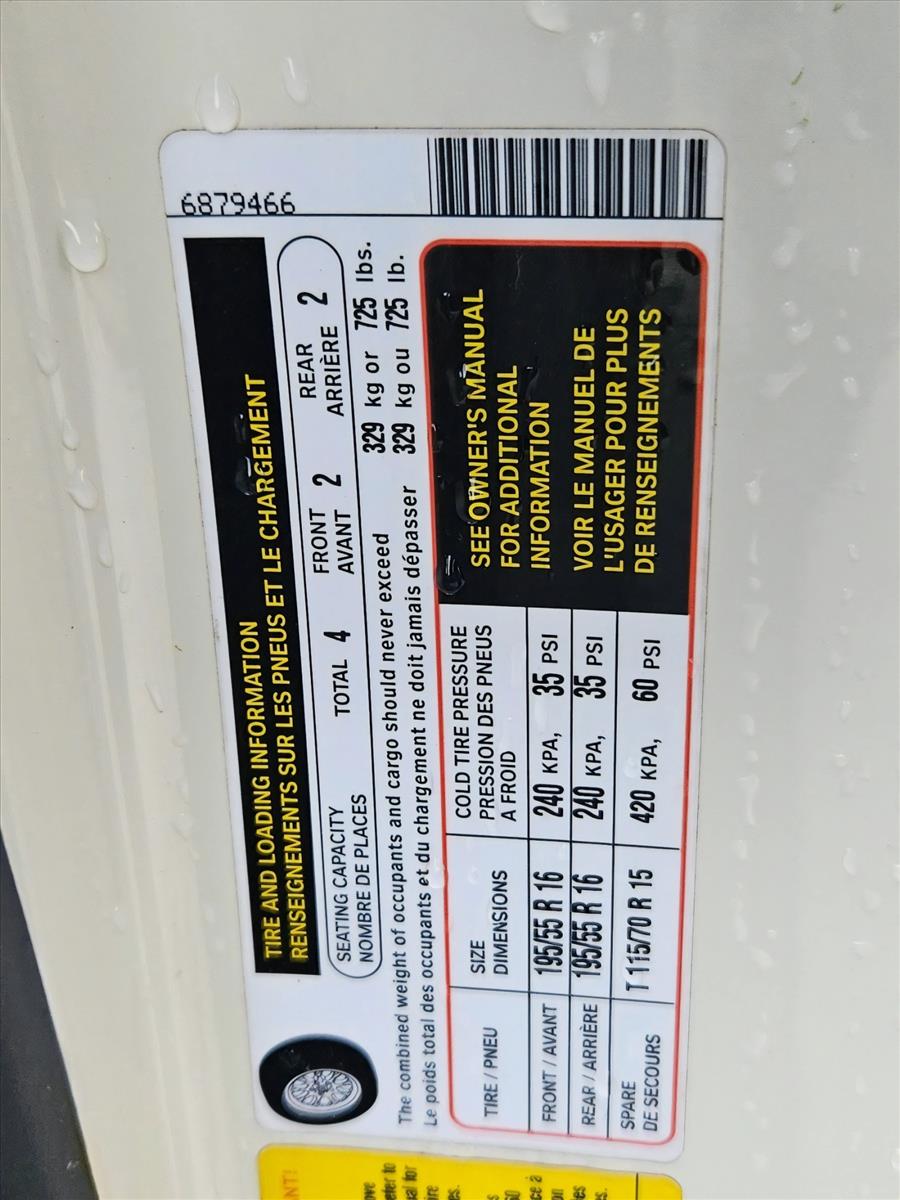 6879466
TIRE AND LOADING INFORMATION
RENSEIGNEMENTS SUR LES PNEUS ET LE CHARGEMENT
SEATING CAPACITY
NOMBRE DE PLACES
TOTAL 4
FRONT
AVANT 2
REAR
ARRIÈRE 2
The combined weight of occupants and cargo should never exceed 329 kg or 725 lbs.
Le poids total des occupants et du chargement ne doit jamais dépasser 329 kg ou 725 lb.
TIRE / PNEU
SIZE
DIMENSIONS
COLD TIRE PRESSURE
PRESSION DES PNEUS
A FROID
FRONT / AVANT 195/55 R 16 240 KPA, 35 PSI
REAR / ARRIÈRE 195/55 R 16 240 KPA, 35 PSI
SPARE
DE SECOURS T 115/70 R 15 420 KPA, 60 PSI
SEE OWNER'S MANUAL
FOR ADDITIONAL
INFORMATION
VOIR LE MANUEL DE
L'USAGER POUR PLUS
DE RENSEIGNEMENTS